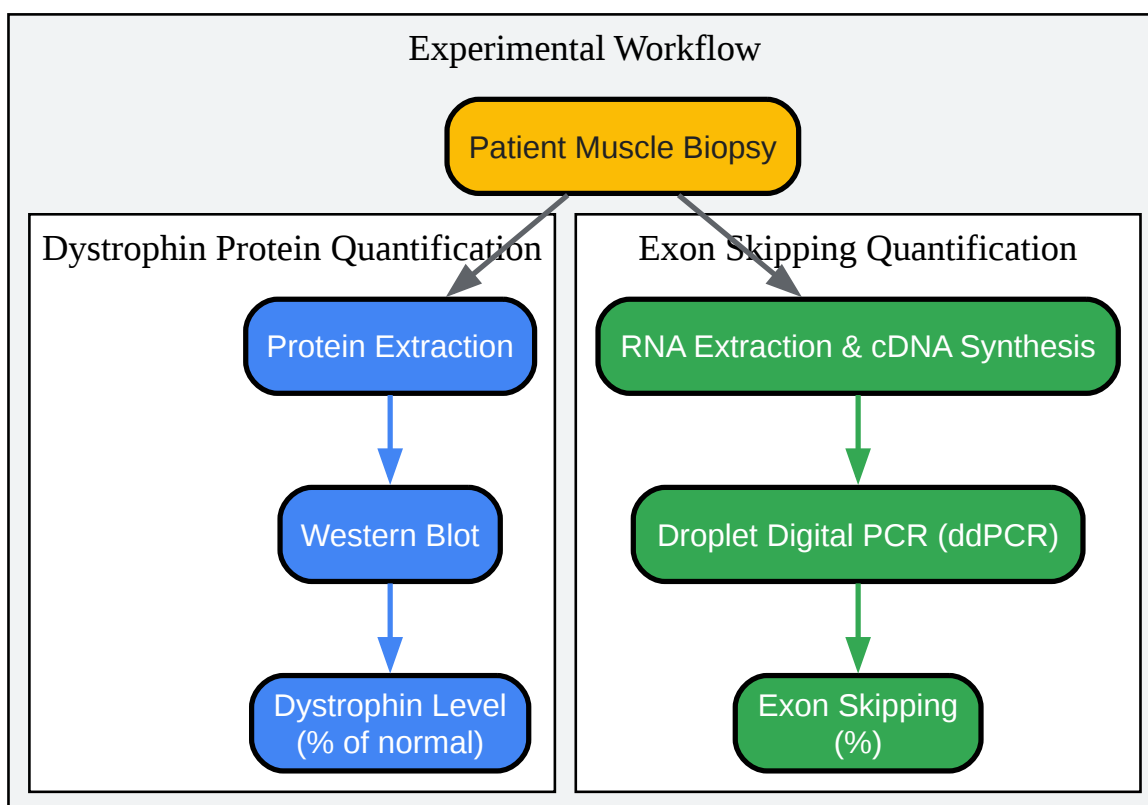 Experimental Workflow
Patient Muscle Biopsy
Dystrophin Protein Quantification
Protein Extraction
Western Blot
Dystrophin Level
(% of normal)
Exon Skipping Quantification
RNA Extraction & cDNA Synthesis
Droplet Digital PCR (ddPCR)
Exon Skipping
(%)